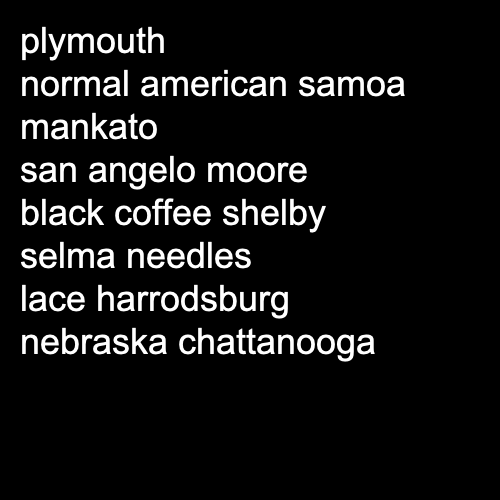 plymouth
normal american samoa
mankato
san angelo moore
black coffee shelby
selma needles
lace harrodsburg
nebraska chattanooga